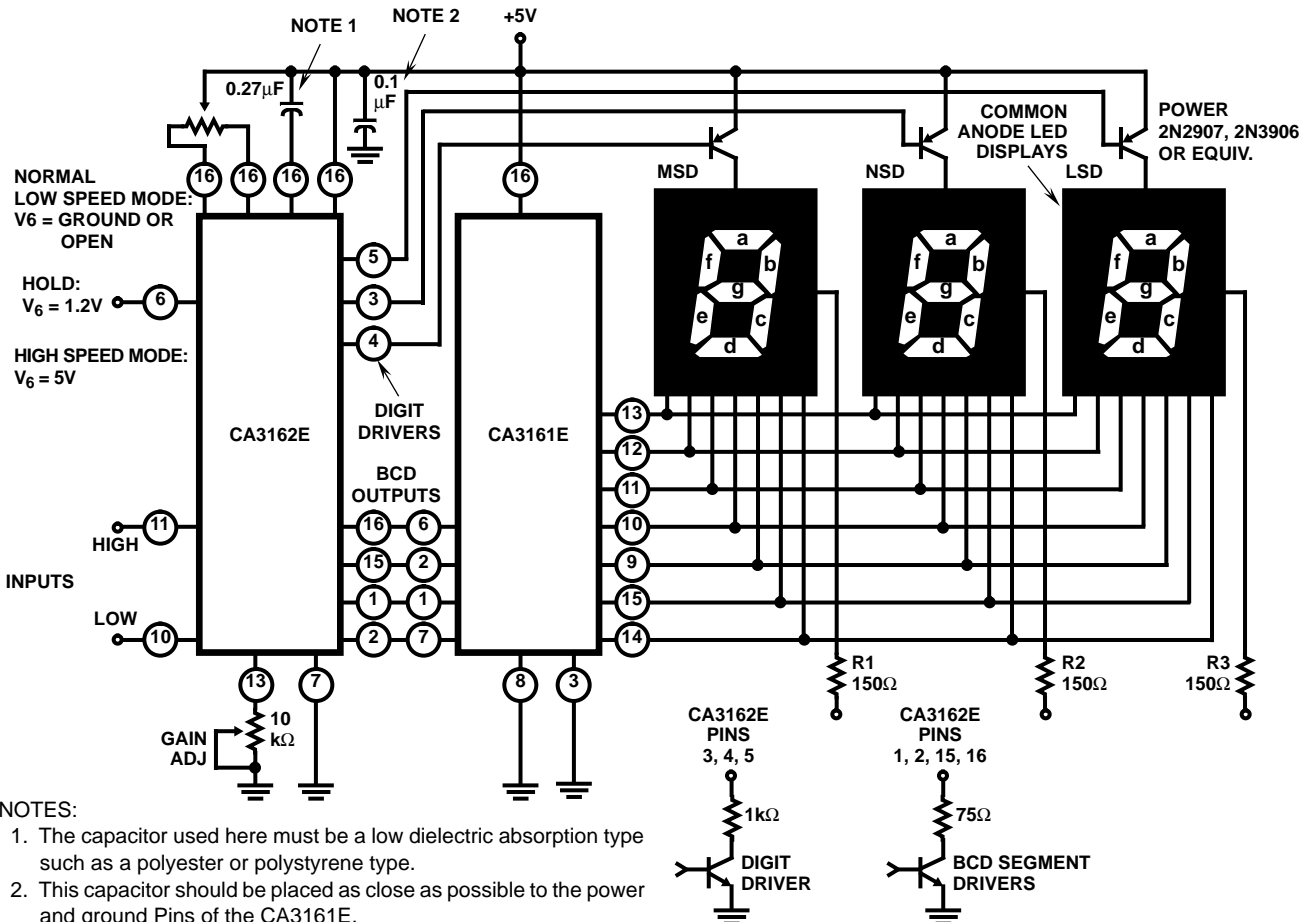 NOTE 1
NOTE 2
+5V
0.27μF
0.1
μF
COMMON
ANODE LED
DISPLAYS
POWER
2N2907, 2N3906
OR EQUIV.
MSD
NSD
LSD
16
16
16
16
16
NORMAL
LOW SPEED MODE:
V6 = GROUND OR
OPEN
HOLD:
V6 = 1.2V
6
HIGH SPEED MODE:
V6 = 5V
5
3
4
DIGIT
DRIVERS
CA3162E
CA3161E
BCD
OUTPUTS
a
f
b
g
e
c
d
a
f
b
g
e
c
d
a
f
b
g
e
c
d
13
12
11
10
9
15
14
11
HIGH
INPUTS
LOW
10
16
6
15
2
1
1
2
7
13
7
8
3
GAIN
ADJ
10
kΩ
R1
150Ω
R2
150Ω
R3
150Ω
CA3162E
PINS
3, 4, 5
1kΩ
DIGIT
DRIVER
CA3162E
PINS
1, 2, 15, 16
75Ω
BCD SEGMENT
DRIVERS
NOTES:
1. The capacitor used here must be a low dielectric absorption type
such as a polyester or polystyrene type.
2. This capacitor should be placed as close as possible to the power
and ground Pins of the CA3161E.